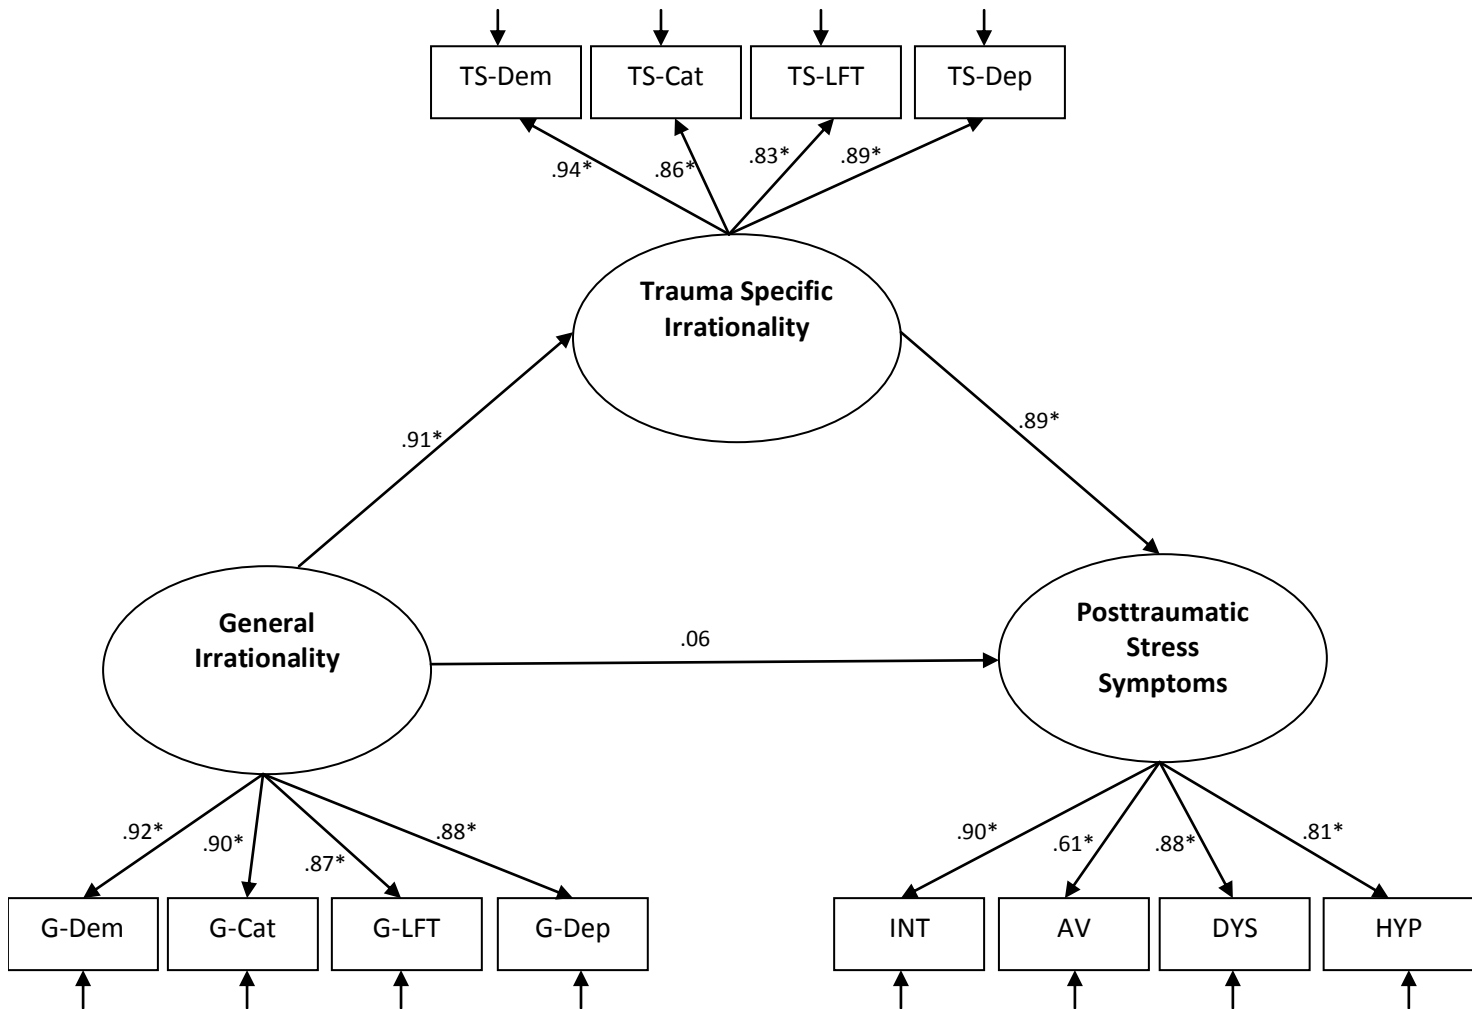 TS-Dem
TS-Cat
TS-LFT
TS-Dep
.94*
.86*
.83*
.89*
Trauma Specific
Irrationality
.91*
.89*
General
Irrationality
.06
Posttraumatic
Stress
Symptoms
.92*
.90*
.87*
.88*
.90*
.61*
.88*
.81*
G-Dem
G-Cat
G-LFT
G-Dep
INT
AV
DYS
HYP